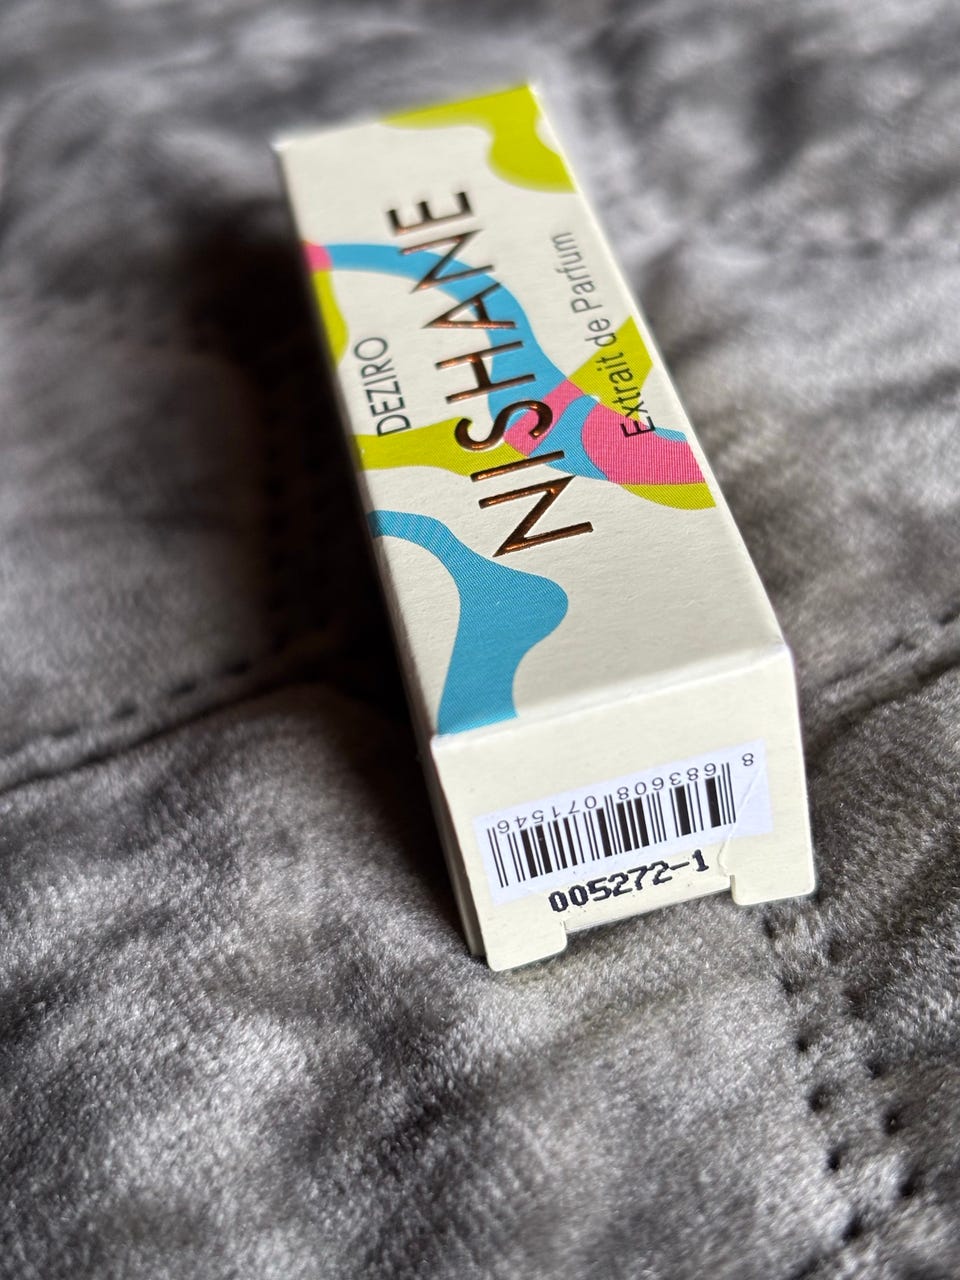 DEZIRO
NISHANE
Extrait de Parfum
8 683608 071546
005272-1